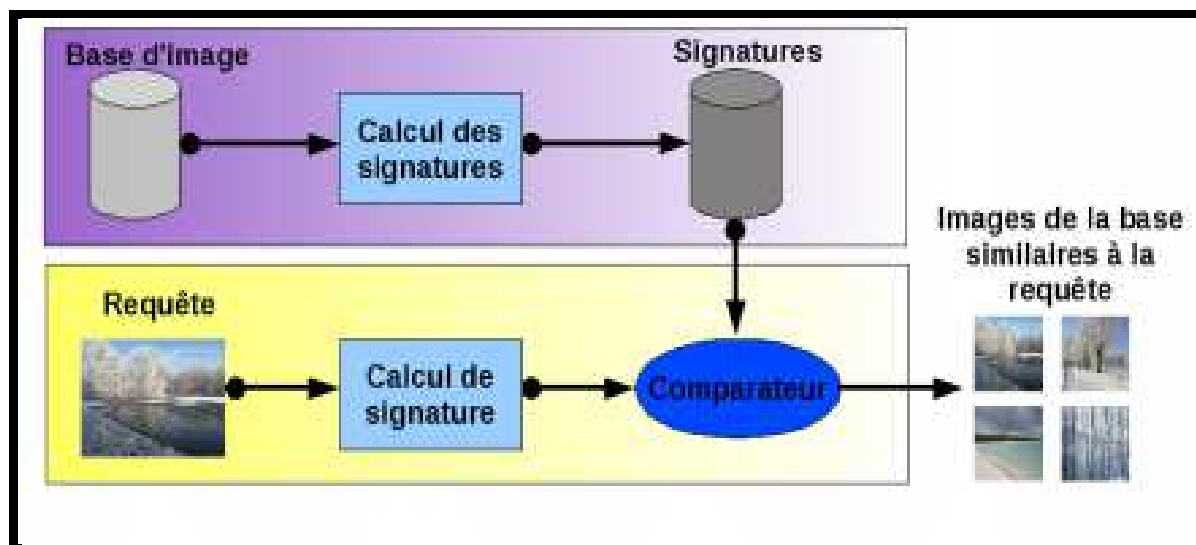 Base d'image
Signatures
Calcul des
signatures
Images de la base
similaires à la
requête
Requête
Calcul de
signature
Comparateur